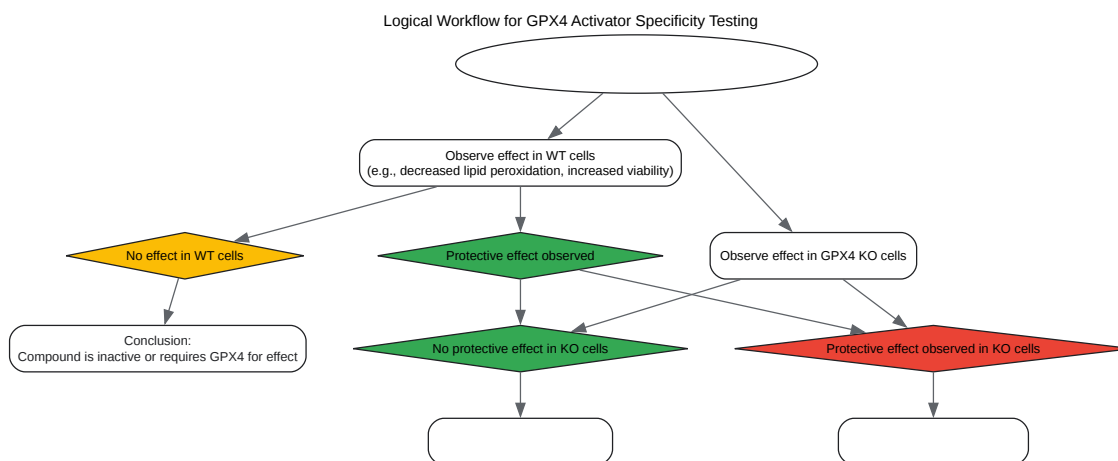 Logical Workflow for GPX4 Activator Specificity Testing
Observe effect in WT cells
(e.g., decreased lipid peroxidation, increased viability)
No effect in WT cells
Protective effect observed
Observe effect in GPX4 KO cells
Conclusion:
Compound is inactive or requires GPX4 for effect
No protective effect in KO cells
Protective effect observed in KO cells